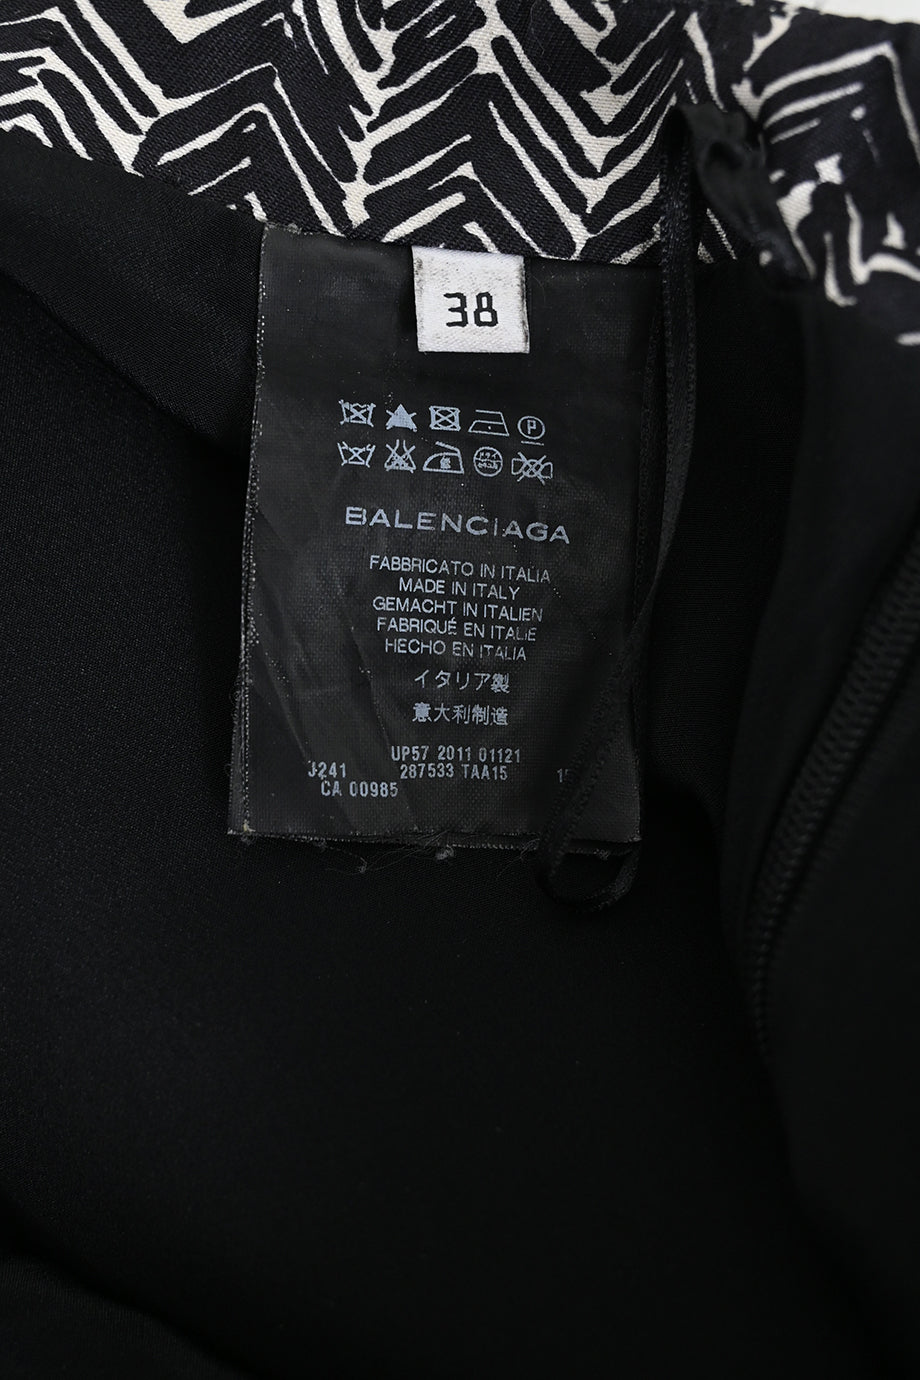 38
P
BALENCIAGA
FABBRICATO IN ITALIA
MADE IN ITALY
GEMACHT IN ITALIEN
FABRIQUÉ EN ITALIE
HECHO EN ITALIA
イタリア製
意大利制造
UP57 2011 01121
J241 287533 TAA15
CA 00985